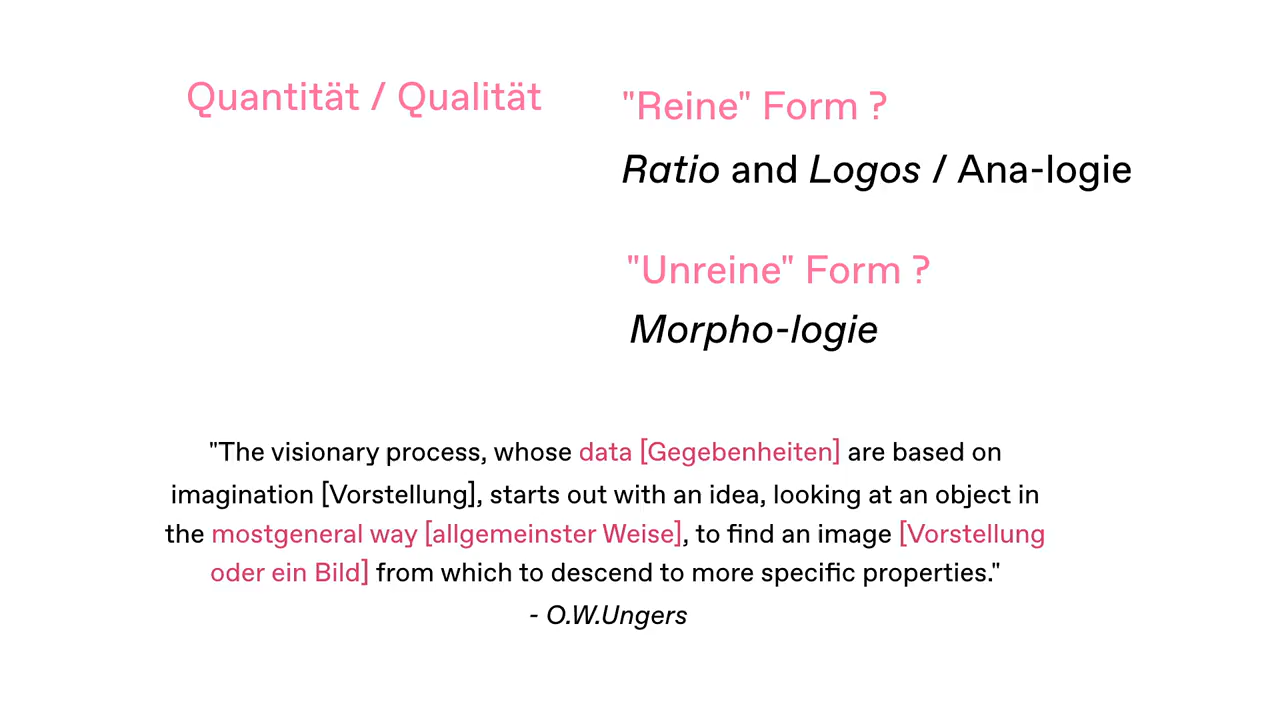 Quantität / Qualität
"Reine" Form ?
Ratio and Logos / Ana-logie
"Unreine" Form ?
Morpho-logie
"The visionary process, whose data [Gegebenheiten] are based on
imagination [Vorstellung], starts out with an idea, looking at an object in
the mostgeneral way [allgemeinster Weise], to find an image [Vorstellung
oder ein Bild] from which to descend to more specific properties."
- O.W.Ungers